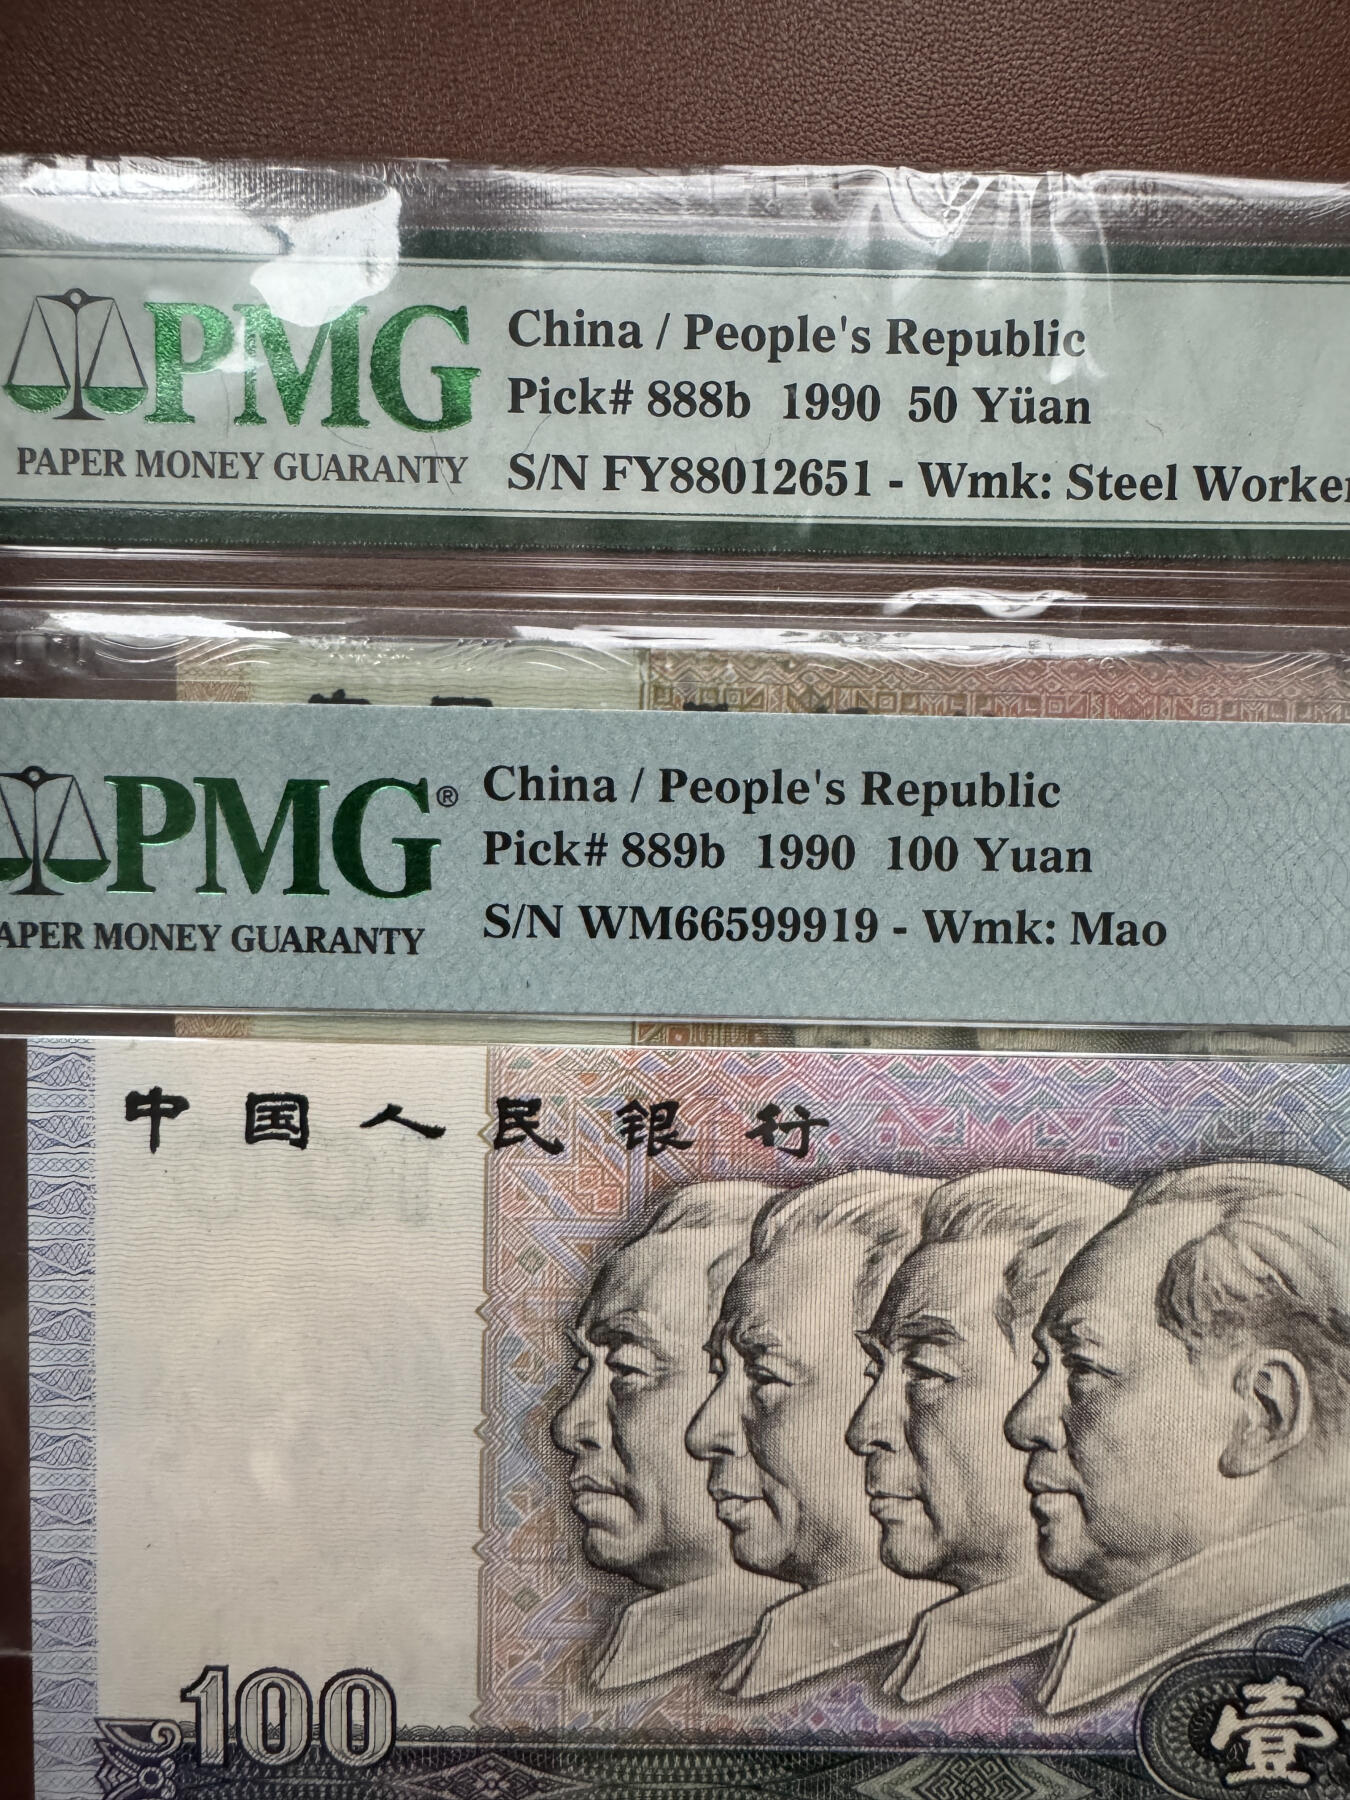 PMG
PAPER MONEY GUARANTY
China / People's Republic
Pick# 888b 1990 50 Yüan
S/N FY88012651 - Wmk: Steel Worker
PMG®
APER MONEY GUARANTY
China / People's Republic
Pick# 889b 1990 100 Yuan
S/N WM66599919 - Wmk: Mao
中国人民银行
100
壹